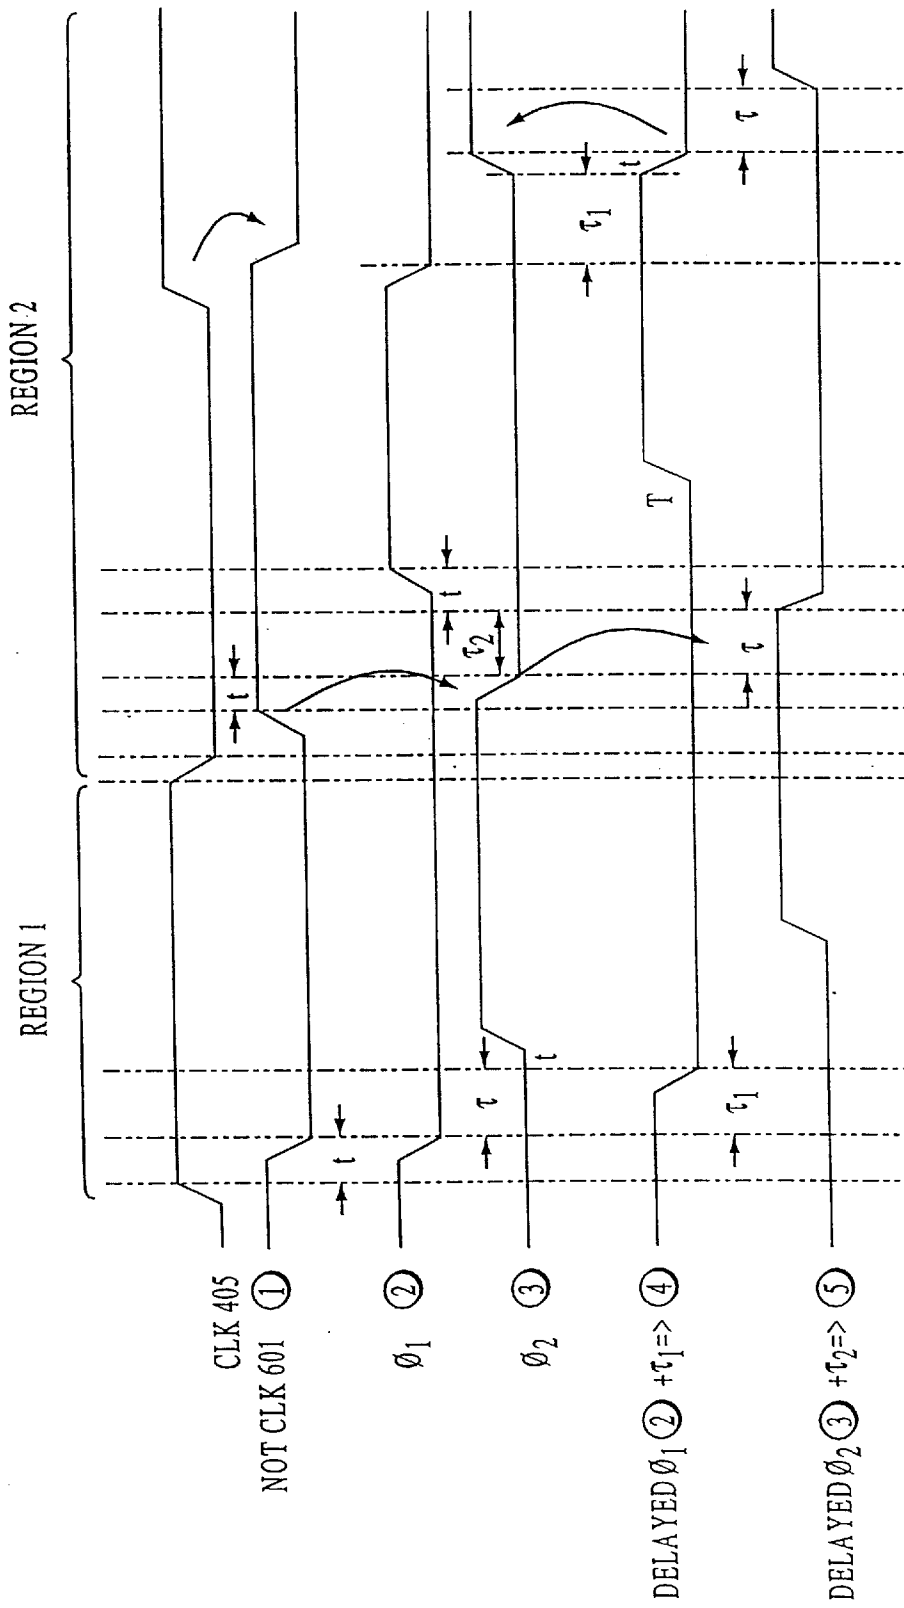 REGION 1
REGION 2
CLK 405
NOT CLK 601 ①
t
t
Ø₁ ②
t
τ
τ₂
Ø₂ ③
t
τ₁
t
DELAYED Ø₁ ② +τ₁=> ④
T
τ₁
τ
τ
DELAYED Ø₂ ③ +τ₂=> ⑤